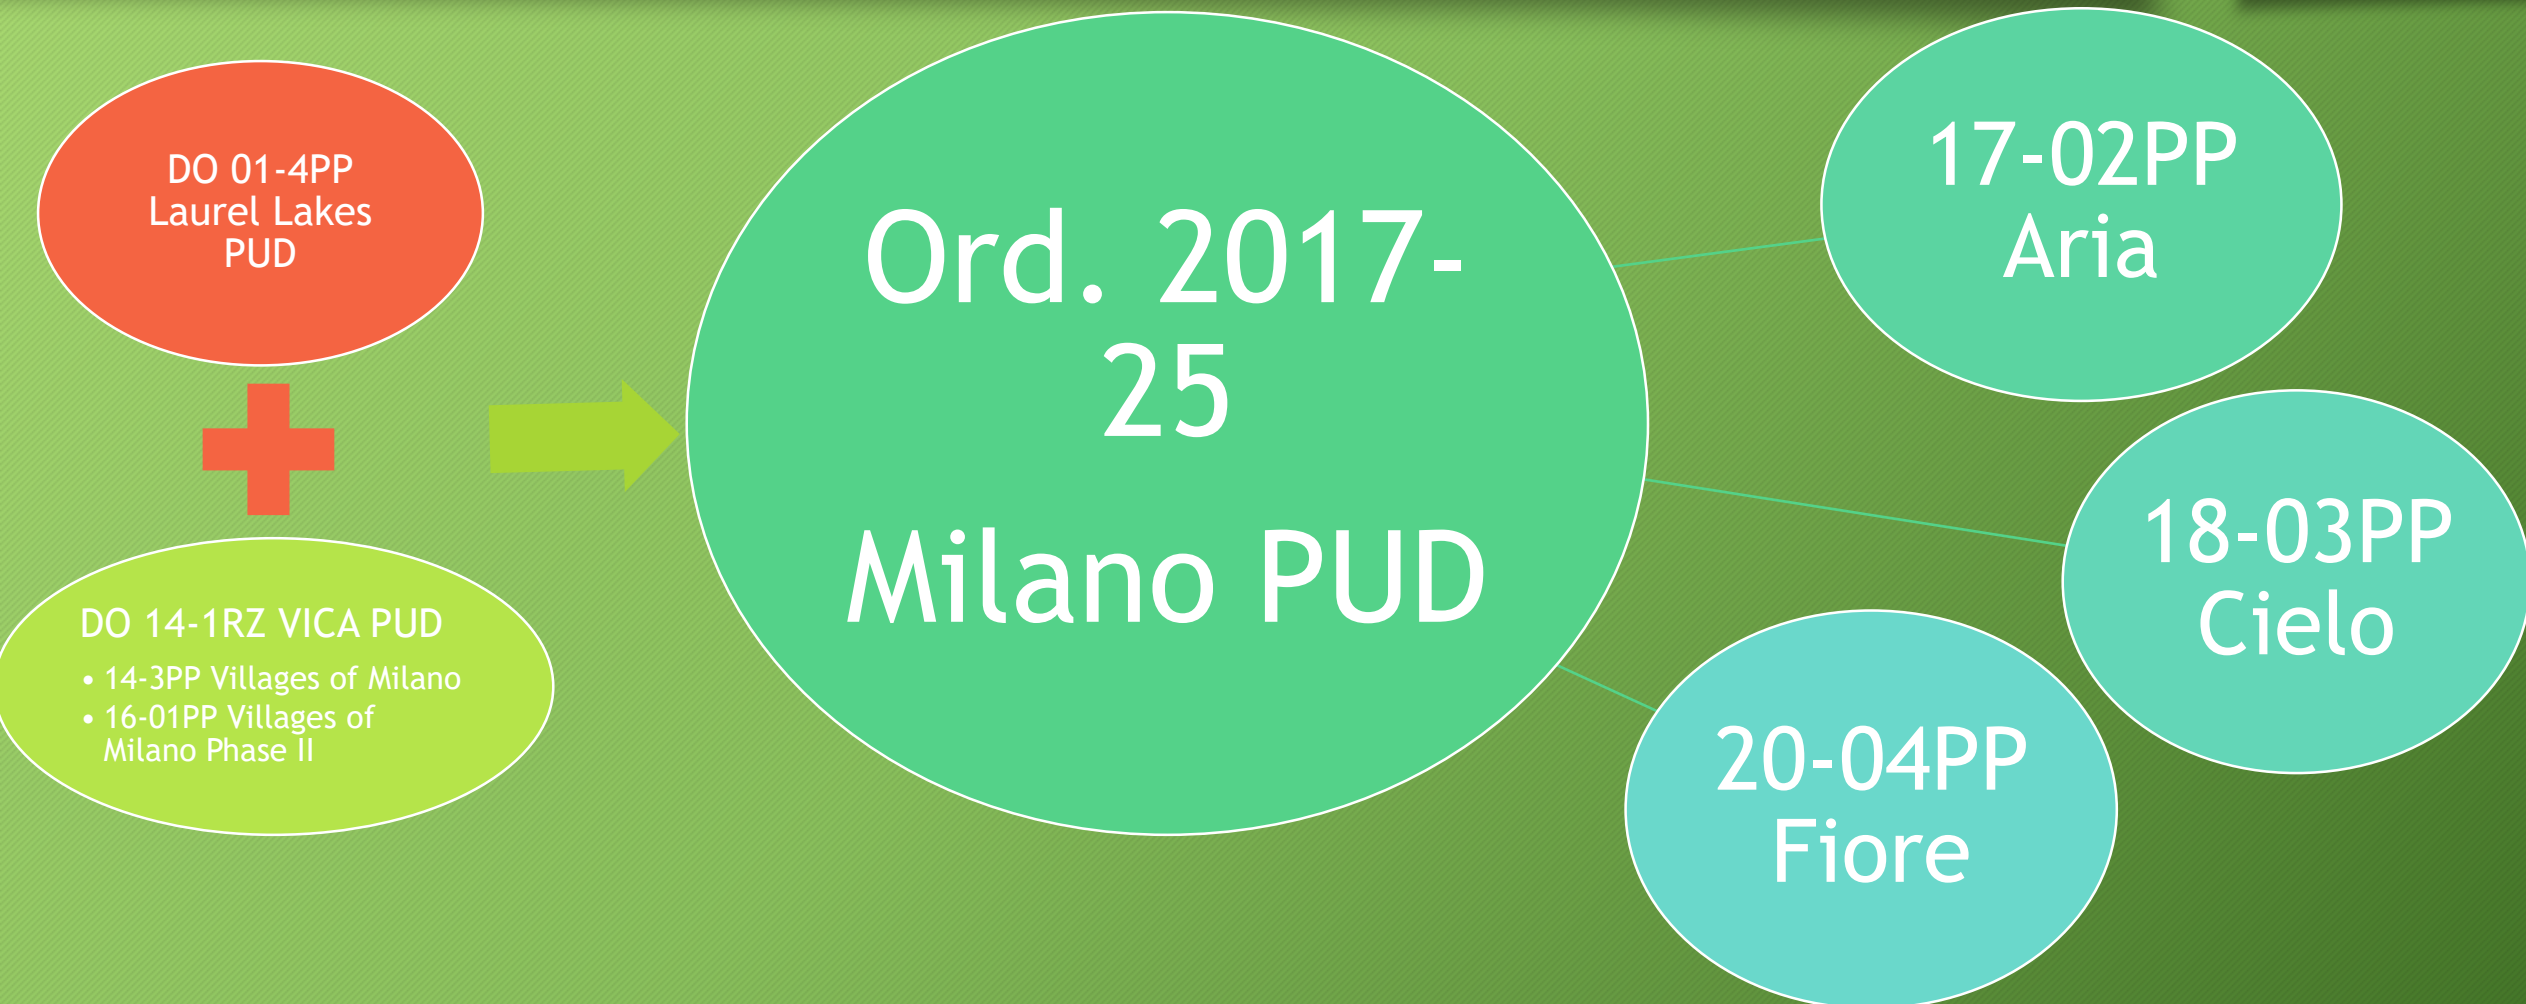 DO 01-4PP
Laurel Lakes
PUD
DO 14-1RZ VICA PUD
• 14-3PP Villages of Milano
• 16-01PP Villages of
Milano Phase II
Ord. 2017-
25
Milano PUD
17-02PP
Aria
18-03PP
Cielo
20-04PP
Fiore